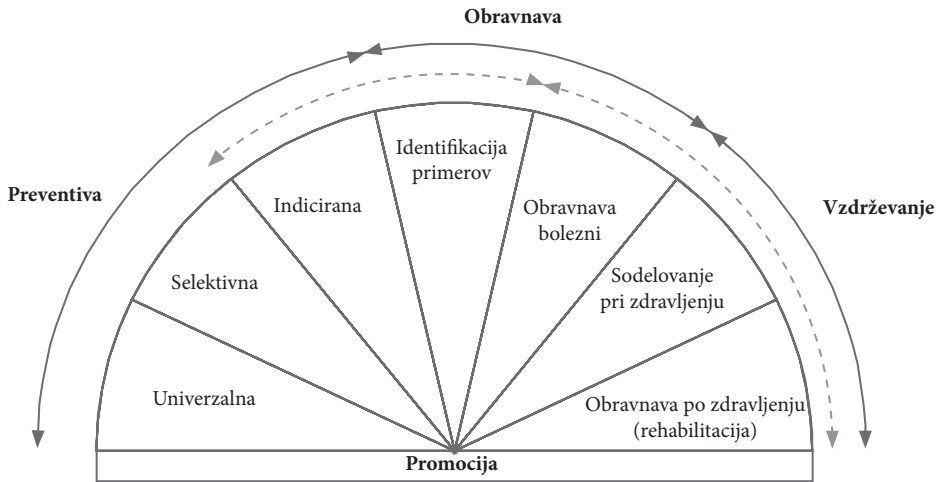 Obravnava
Preventiva
Vzdrževanje
Identifikacija
primerov
Indicirana
Obravnava
bolezni
Selektivna
Sodelovanje
pri zdravljenju
Univerzalna
Obravnava po zdravljenju
(rehabilitacija)
Promocija